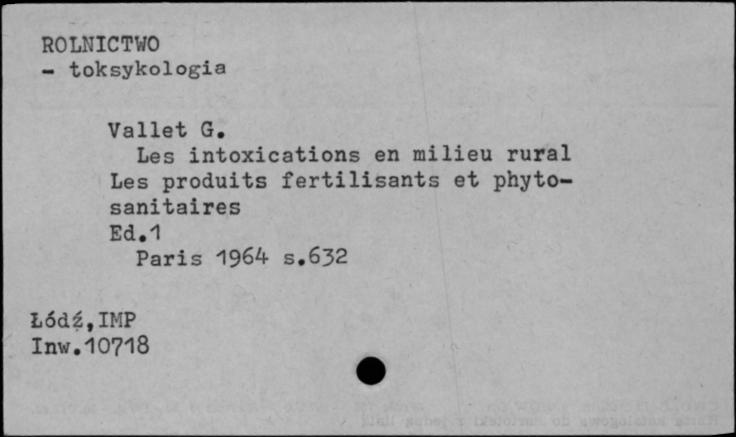 ROLNICTWO
- toksykologia
Vallet G.
Les intoxications en milieu rural
Les produits fertilisants et phyto-
sanitaires
Ed.1
Paris 1964 s.632
Łódź,IMP
Inw.10718